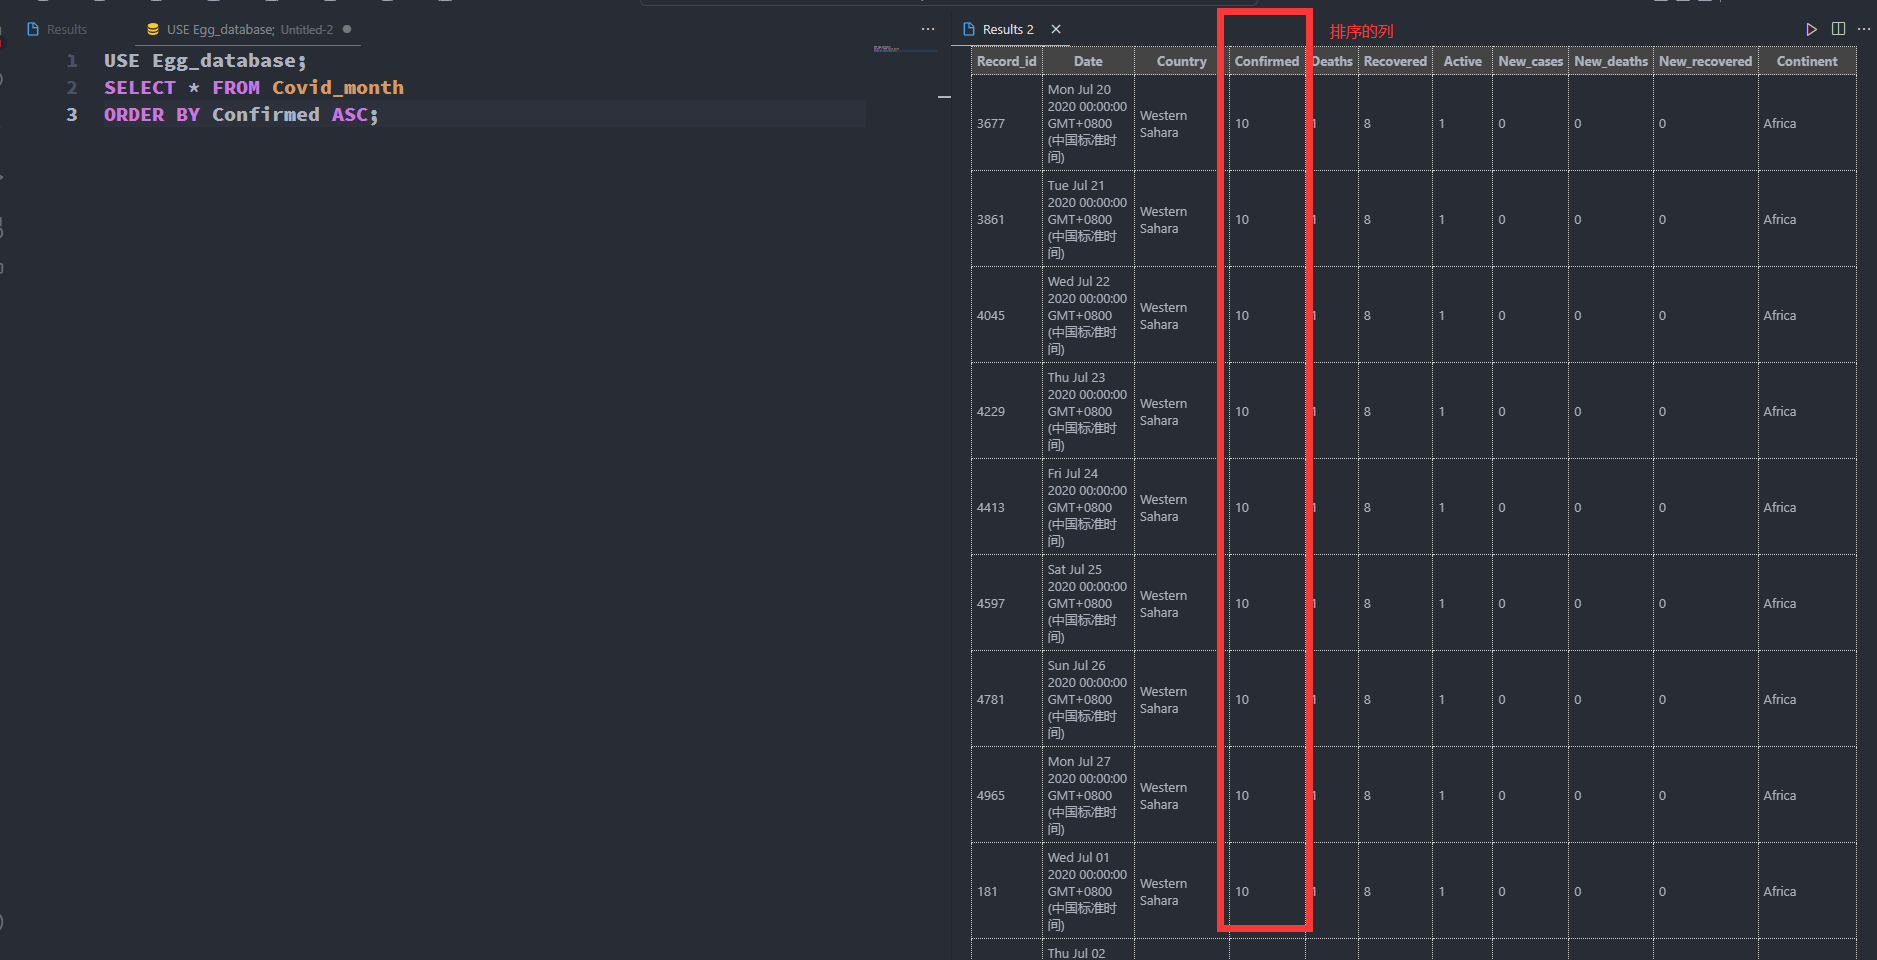 Results
USE Egg_database; Untitled-2
Results 2
排序的列
1 USE Egg_database;
2 SELECT * FROM Covid_month
3 ORDER BY Confirmed ASC;
Record_id Date Country Confirmed Deaths Recovered Active New_cases New_deaths New_recovered Continent
3677 Mon Jul 20 2020 00:00:00 GMT+0800 (中国标准时间) Western Sahara 10 1 8 1 0 0 0 Africa
3861 Tue Jul 21 2020 00:00:00 GMT+0800 (中国标准时间) Western Sahara 10 1 8 1 0 0 0 Africa
4045 Wed Jul 22 2020 00:00:00 GMT+0800 (中国标准时间) Western Sahara 10 1 8 1 0 0 0 Africa
4229 Thu Jul 23 2020 00:00:00 GMT+0800 (中国标准时间) Western Sahara 10 1 8 1 0 0 0 Africa
4413 Fri Jul 24 2020 00:00:00 GMT+0800 (中国标准时间) Western Sahara 10 1 8 1 0 0 0 Africa
4597 Sat Jul 25 2020 00:00:00 GMT+0800 (中国标准时间) Western Sahara 10 1 8 1 0 0 0 Africa
4781 Sun Jul 26 2020 00:00:00 GMT+0800 (中国标准时间) Western Sahara 10 1 8 1 0 0 0 Africa
4965 Mon Jul 27 2020 00:00:00 GMT+0800 (中国标准时间) Western Sahara 10 1 8 1 0 0 0 Africa
181 Wed Jul 01 2020 00:00:00 GMT+0800 (中国标准时间) Western Sahara 10 1 8 1 0 0 0 Africa
Thu Jul 02